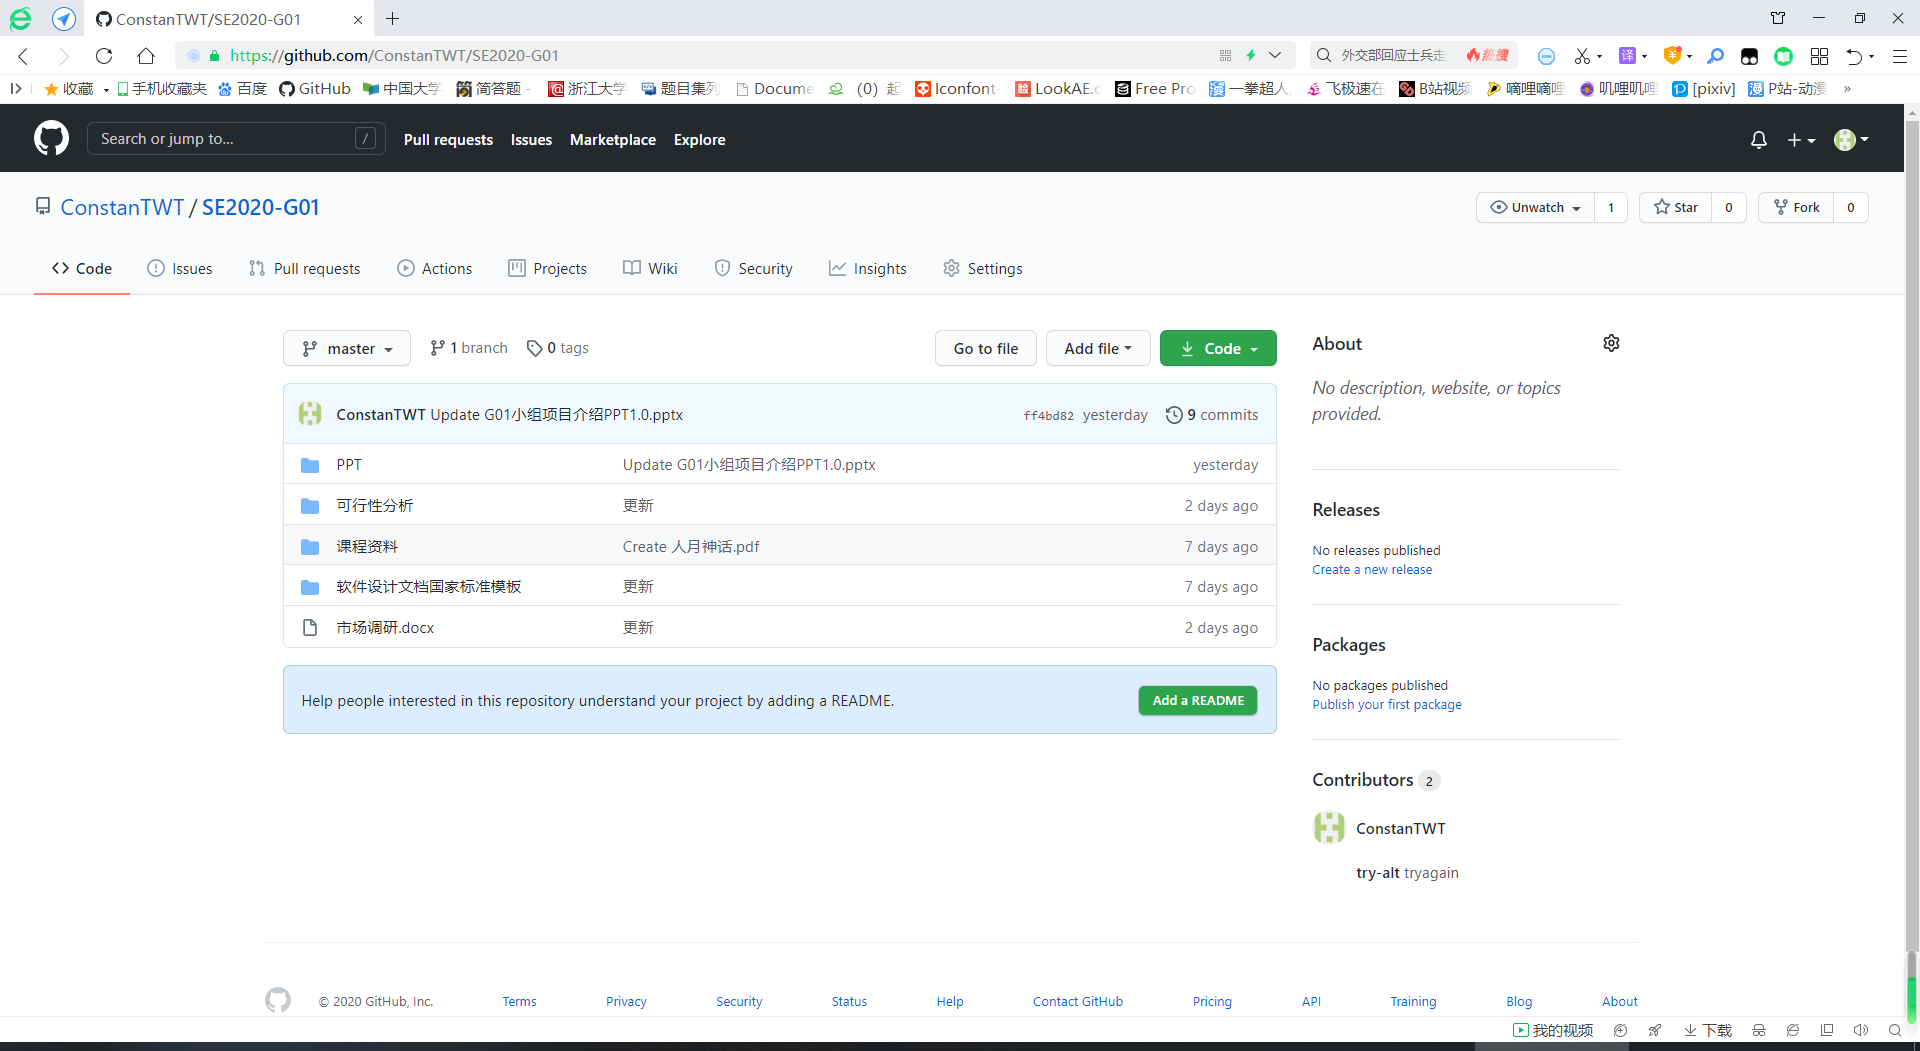 ConstanTWT/SE2020-G01
https://github.com/ConstanTWT/SE2020-G01
外交部回应士兵走 热搜
收藏 手机收藏夹 百度 GitHub 中国大学 简答题 - 浙江大学 题目集列 Docume (0) 起 Iconfont- LookAE.c Free Pro 一拳超人 飞极速在 B站视频 嘀哩嘀哩 叽哩叽哩 [pixiv] P站-动漫 »
Search or jump to... /
Pull requests Issues Marketplace Explore
ConstanTWT / SE2020-G01
Unwatch 1 Star 0 Fork 0
Code Issues Pull requests Actions Projects Wiki Security Insights Settings
master 1 branch 0 tags Go to file Add file Code
ConstanTWT Update G01小组项目介绍PPT1.0.pptx ff4bd82 yesterday 9 commits
PPT Update G01小组项目介绍PPT1.0.pptx yesterday
可行性分析 更新 2 days ago
课程资料 Create 人月神话.pdf 7 days ago
软件设计文档国家标准模板 更新 7 days ago
市场调研.docx 更新 2 days ago
Help people interested in this repository understand your project by adding a README. Add a README
About
No description, website, or topics
provided.
Releases
No releases published
Create a new release
Packages
No packages published
Publish your first package
Contributors 2
ConstanTWT
try-alt tryagain
© 2020 GitHub, Inc. Terms Privacy Security Status Help Contact GitHub Pricing API Training Blog About
我的视频 下载